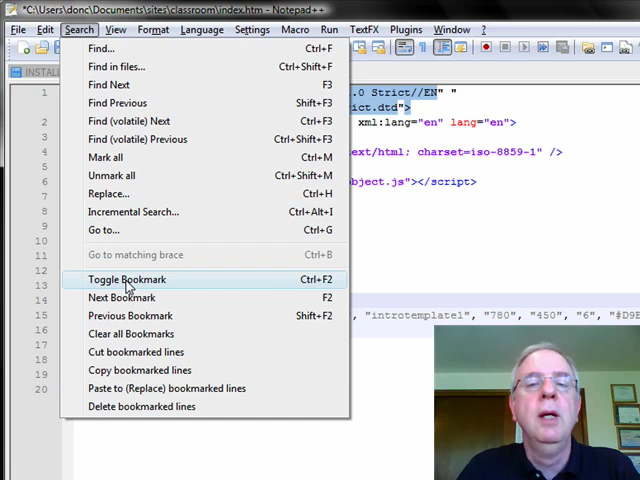 *C:\Users\donc\Documents\sites\classroom\index.htm - Notepad++
File Edit Search View Format Language Settings Macro Run TextFX Plugins Window ?
INSTALL
Find... Ctrl+F
Find in files... Ctrl+Shift+F
Find Next F3
1 .0 Strict//EN" "
Find Previous Shift+F3
ict.dtd">
2 Find (volatile) Next Ctrl+F3 xml:lang="en" lang="en">
3 Find (volatile) Previous Ctrl+Shift+F3
4 Mark all Ctrl+M text/html; charset=iso-8859-1" />
5 Unmark all Ctrl+Shift+M
6 bject.js"></script>
Replace... Ctrl+H
7
8 Incremental Search... Ctrl+Alt+I
9 Go to... Ctrl+G
10
11 Go to matching brace Ctrl+B
12
13 Toggle Bookmark Ctrl+F2
14 Next Bookmark F2
15 Previous Bookmark Shift+F2 , "introtemplate1", "780", "450", "6", "#D9E
16 Clear all Bookmarks
17 Cut bookmarked lines
18 Copy bookmarked lines
19
20 Paste to (Replace) bookmarked lines
Delete bookmarked lines